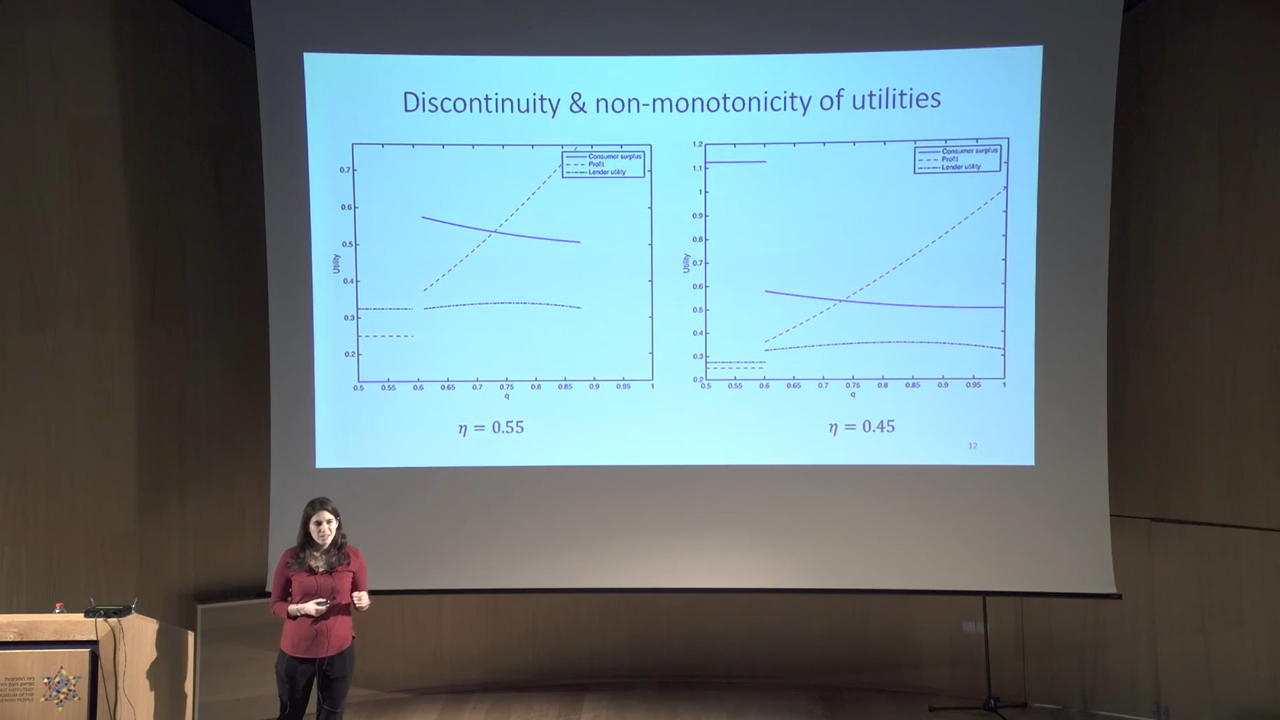 Discontinuity & non-monotonicity of utilities
Consumer surplus
Profit
Lender utility
0.7
0.6
0.5
0.4
0.3
0.2
Utility
0.5 0.55 0.6 0.65 0.7 0.75 0.8 0.85 0.9 0.95 1
q
η = 0.55
Consumer surplus
Profit
Lender utility
1.2
1.1
1
0.9
0.8
0.7
0.6
0.5
0.4
0.3
0.2
Utility
0.5 0.55 0.6 0.65 0.7 0.75 0.8 0.85 0.9 0.95 1
q
η = 0.45
12
בית התפוצות